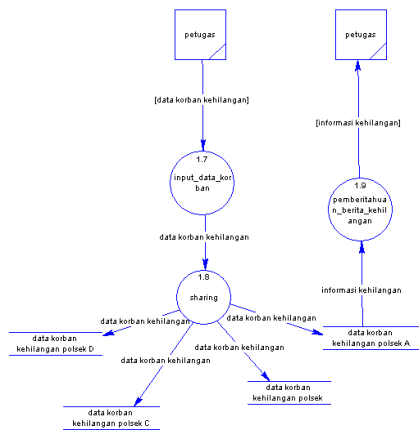 petugas
petugas
[data korban kehilangan]
[informasi kehilangan]
1.7
input_data_kor
ban
1.9
pemberitahua
n_berita_kehil
angan
data korban kehilangan
1.8
sharing
informasi kehilangan
data korban kehilangan
data korban kehilangan
data korban kehilangan
data korban kehilangan
data korban
kehilangan polsek D
data korban
kehilangan polsek A
data korban
kehilangan polsek
data korban
kehilangan polsek C